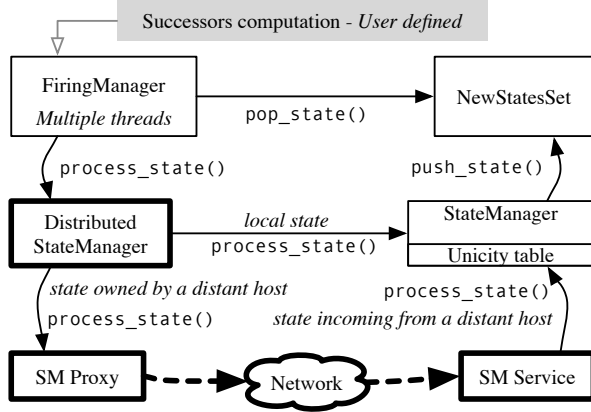 Successors computation - User defined
FiringManager
Multiple threads
NewStatesSet
pop_state()
process_state()
push_state()
Distributed
StateManager
local state
process_state()
StateManager
Unicity table
state owned by a distant host
process_state()
process_state()
state incoming from a distant host
SM Proxy
Network
SM Service